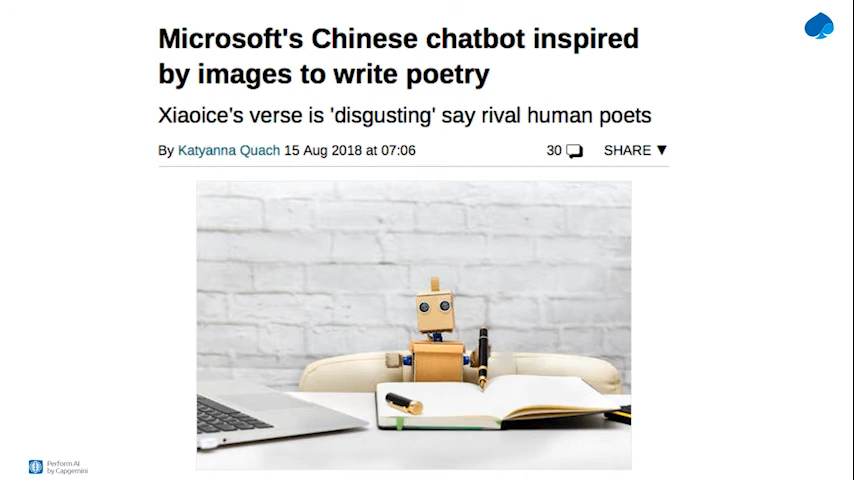 Microsoft's Chinese chatbot inspired
by images to write poetry
Xiaoice's verse is 'disgusting' say rival human poets
By Katyanna Quach 15 Aug 2018 at 07:06
30
SHARE ▼
Perform AI
by Capgemini